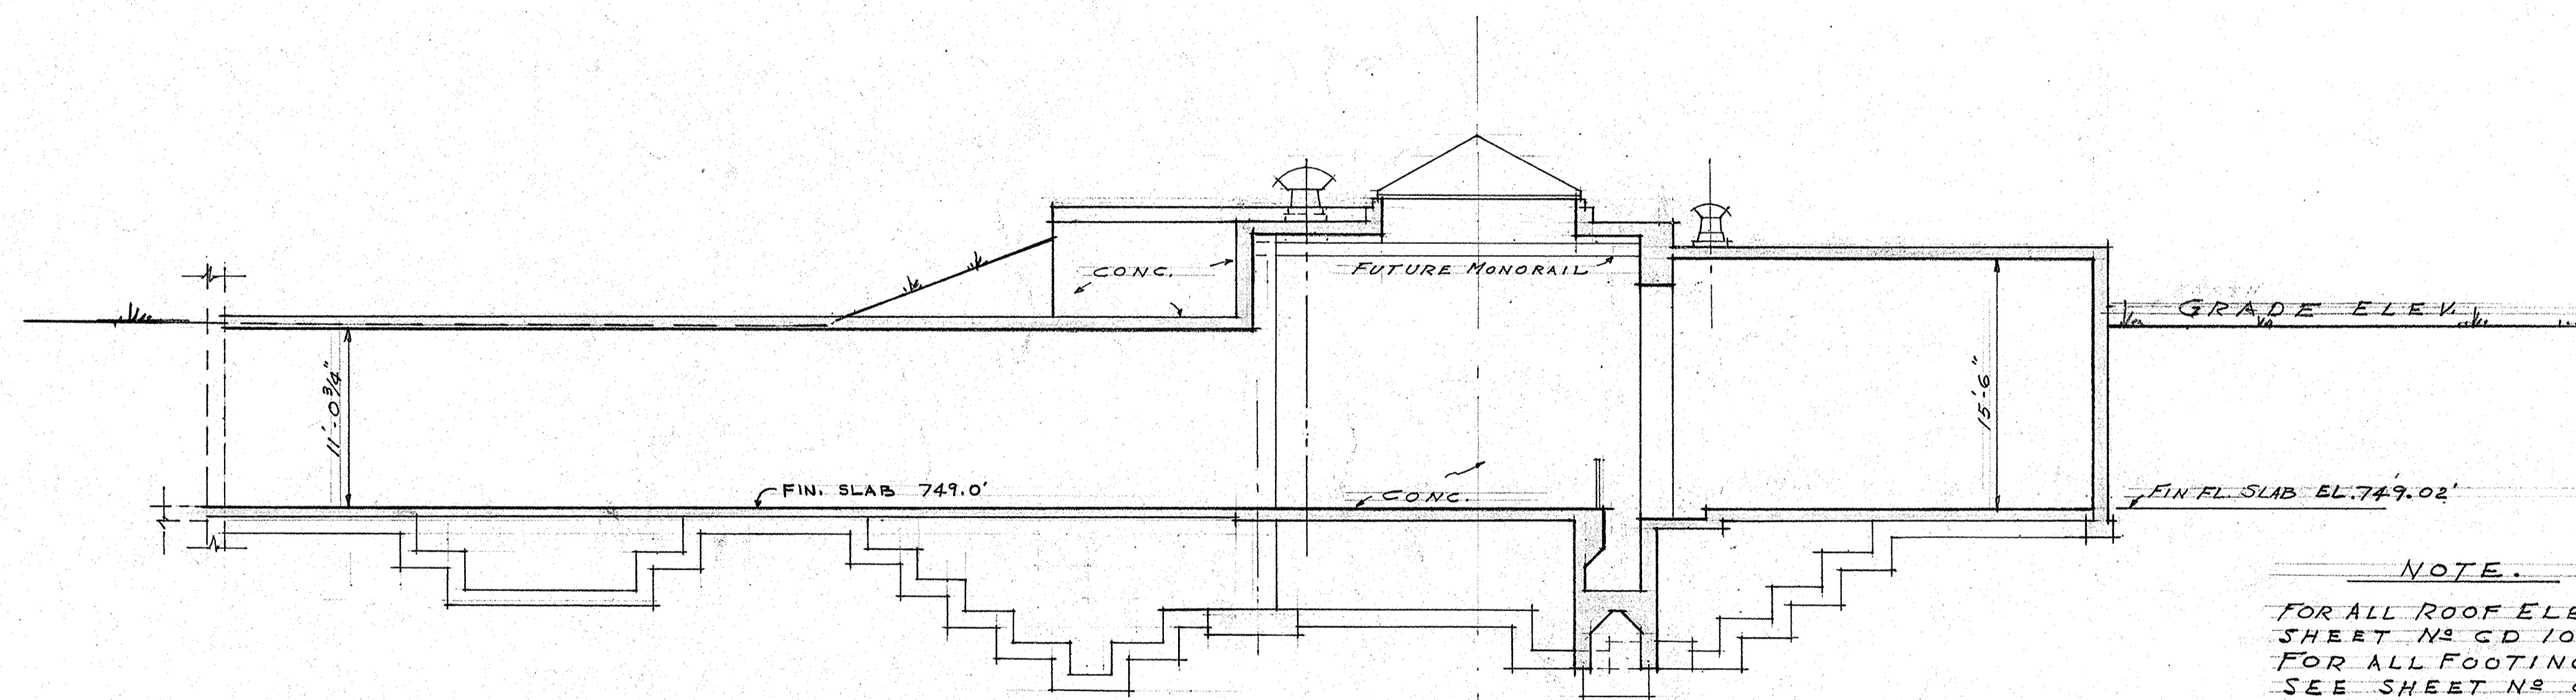 CONC.
FUTURE MONORAIL
GRADE ELEV.
11'-0 3/4"
15'-6"
FIN. SLAB 749.0'
CONC.
FIN FL. SLAB EL. 749.02'
NOTE.
FOR ALL ROOF ELE
SHEET Nº CD 10
FOR ALL FOOTING
SEE SHEET Nº